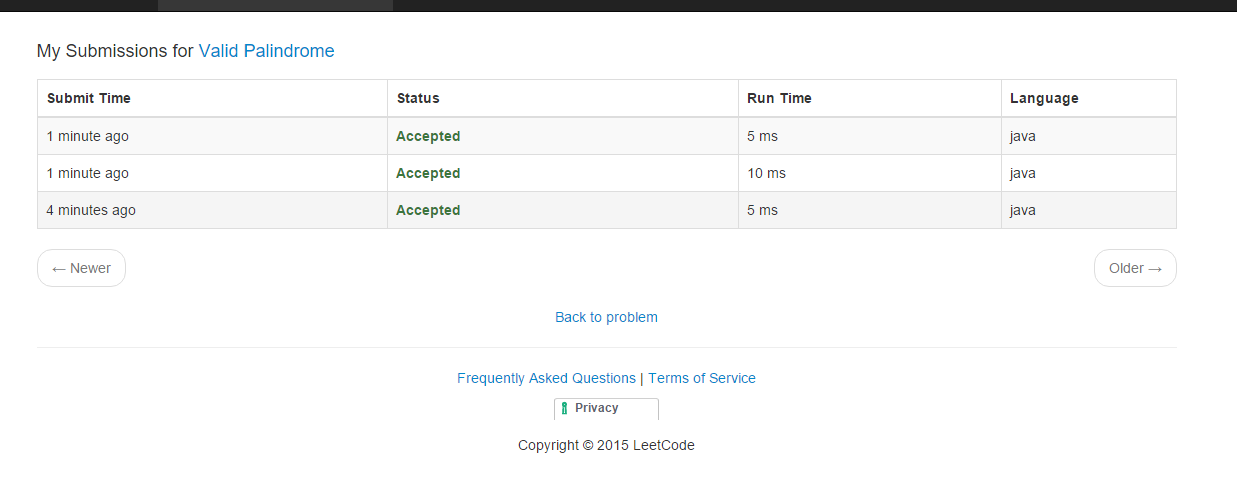 My Submissions for Valid Palindrome
Submit Time Status Run Time Language
1 minute ago Accepted 5 ms java
1 minute ago Accepted 10 ms java
4 minutes ago Accepted 5 ms java
← Newer Older →
Back to problem
Frequently Asked Questions | Terms of Service
Privacy
Copyright © 2015 LeetCode